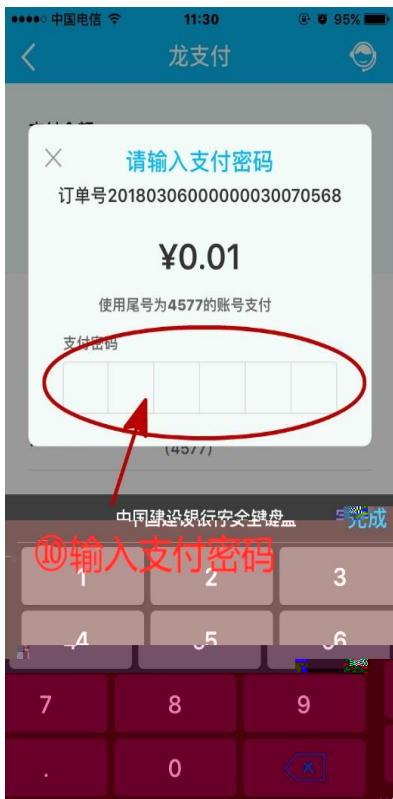 中国电信 11:30 95%
龙支付
×
请输入支付密码
订单号20180306000000030070568
¥0.01
使用尾号为4577的账号支付
支付密码
(4577)
中国建设银行安全键盘 完成
⑩输入支付密码
1 2 3
4 5 6
7 8 9
. 0